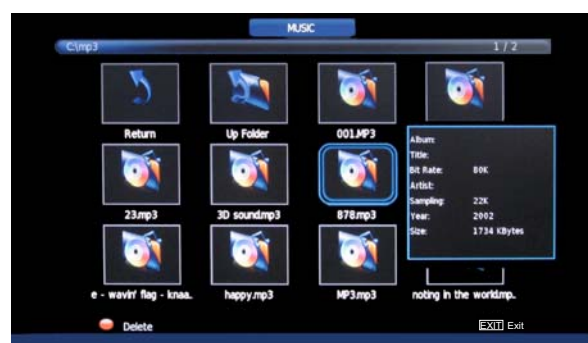 MUSIC
C:\mp3
1 / 2
Return
Up Folder
001.MP3
23.mp3
3D sound.mp3
878.mp3
Album:
Title:
Bit Rate: 80K
Artist:
Sampling: 22K
Year: 2002
Size: 1734 KBytes
e - wavin' flag - knaa..
happy.mp3
MP3.mp3
noting in the world.mp..
Delete
EXIT Exit